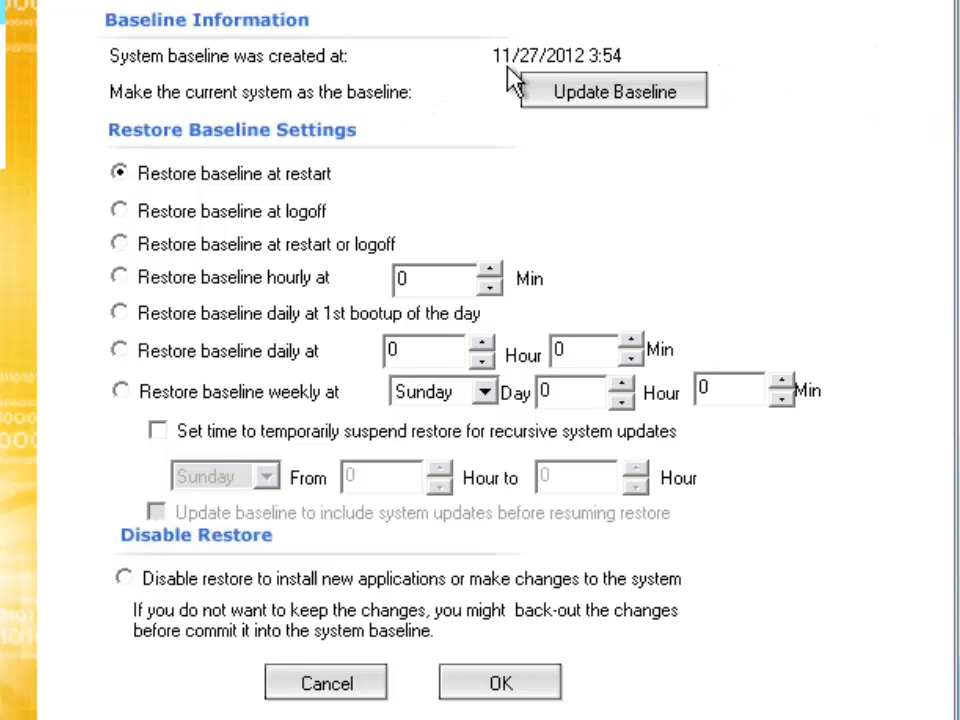 Baseline Information
System baseline was created at: 11/27/2012 3:54
Make the current system as the baseline: Update Baseline
Restore Baseline Settings
Restore baseline at restart
Restore baseline at logoff
Restore baseline at restart or logoff
Restore baseline hourly at 0 Min
Restore baseline daily at 1st bootup of the day
Restore baseline daily at 0 Hour 0 Min
Restore baseline weekly at Sunday Day 0 Hour 0 Min
Set time to temporarily suspend restore for recursive system updates
Sunday From 0 Hour to 0 Hour
Update baseline to include system updates before resuming restore
Disable Restore
Disable restore to install new applications or make changes to the system
If you do not want to keep the changes, you might back-out the changes
before commit it into the system baseline.
Cancel OK